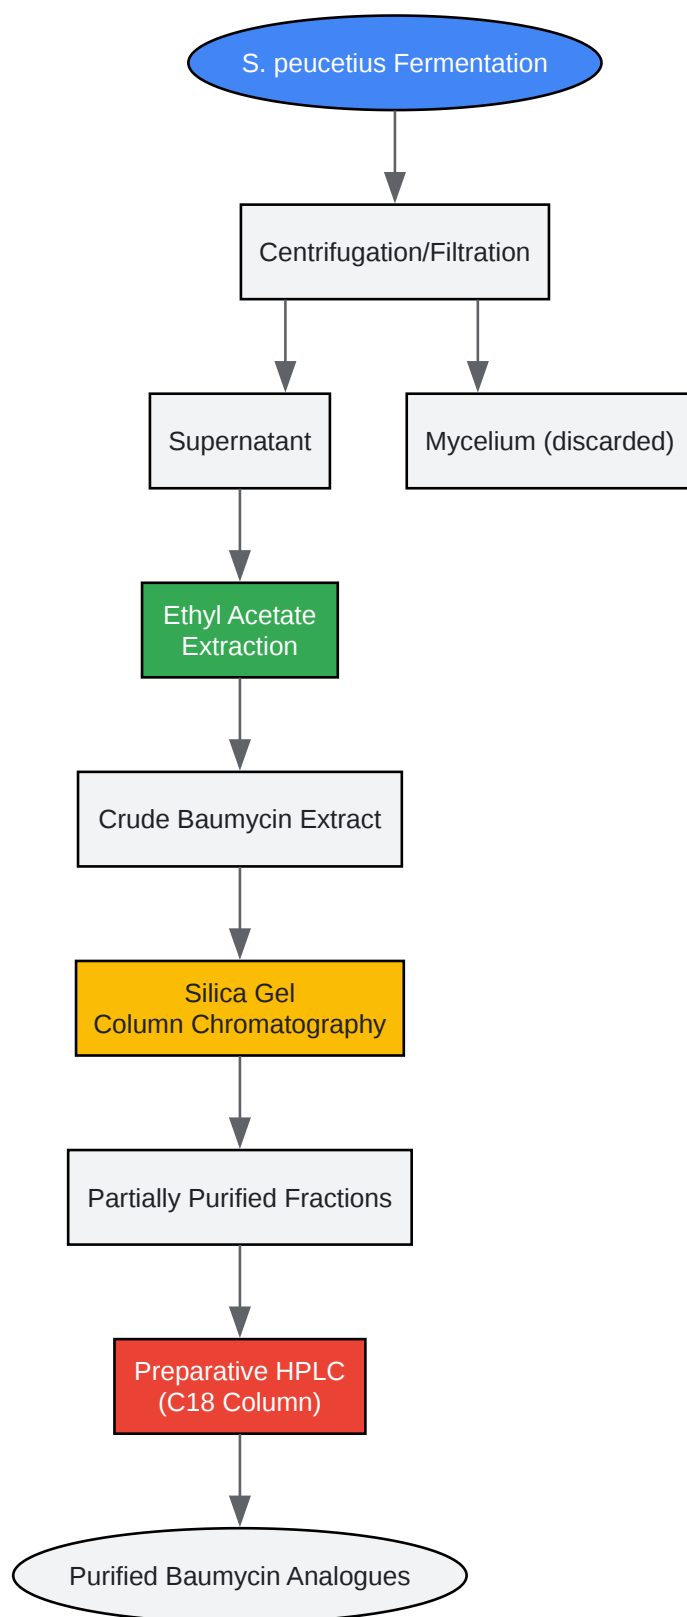 S. peucetius Fermentation
Centrifugation/Filtration
Supernatant
Mycelium (discarded)
Ethyl Acetate
Extraction
Crude Baumycin Extract
Silica Gel
Column Chromatography
Partially Purified Fractions
Preparative HPLC
(C18 Column)
Purified Baumycin Analogues